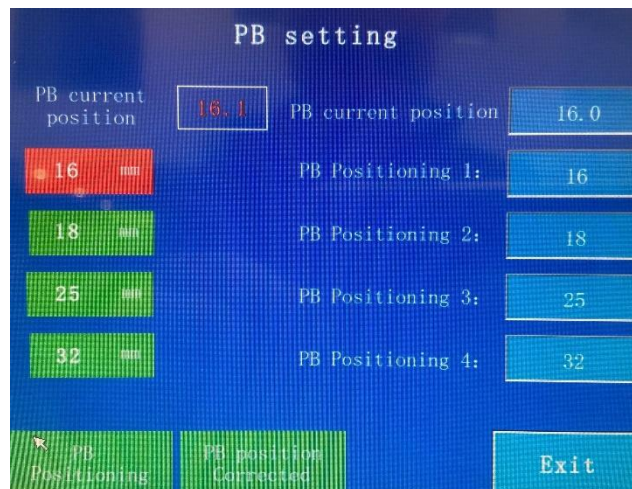 PB setting
PB current
position
16.1
PB current position
16.0
16 mm
PB Positioning 1:
16
18 mm
PB Positioning 2:
18
25 mm
PB Positioning 3:
25
32 mm
PB Positioning 4:
32
PB
Positioning
PB position
Corrected
Exit